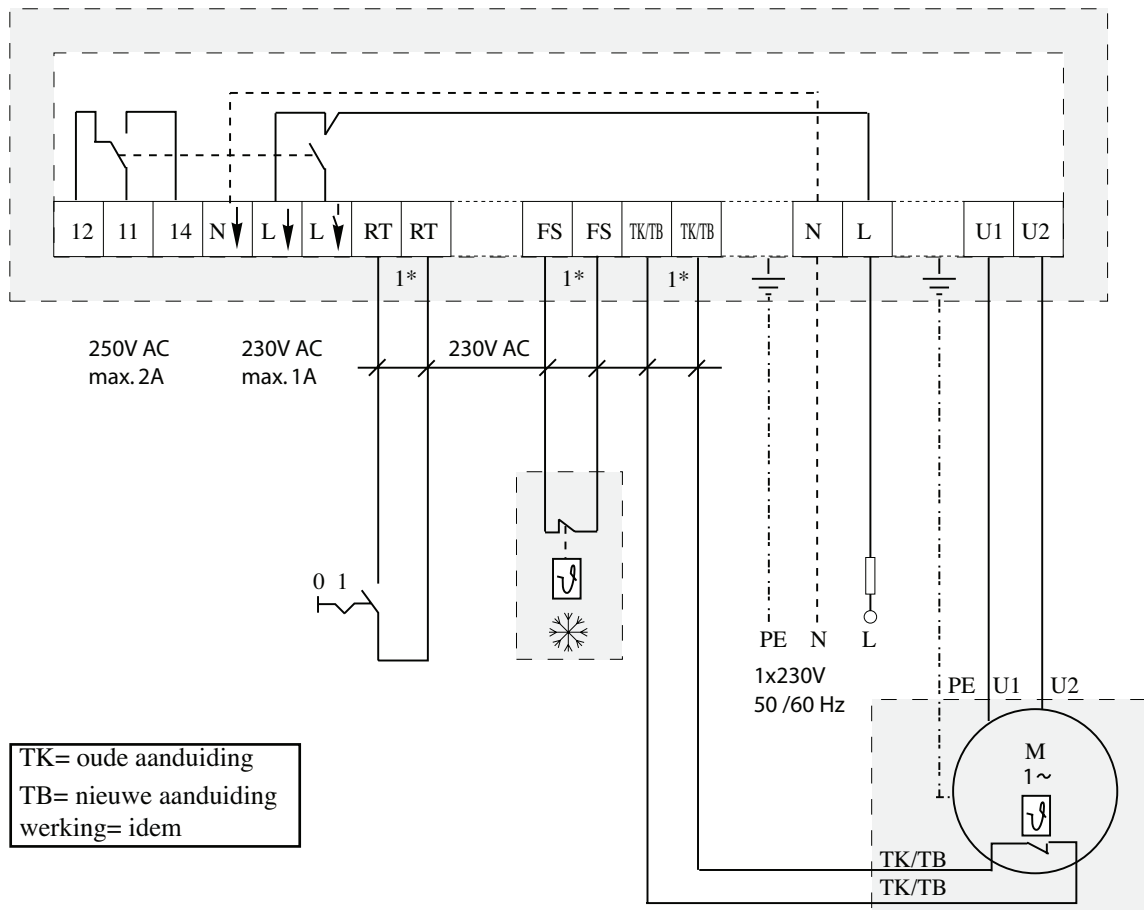 12 11 14 N L L RT RT FS FS TK/TB TK/TB N L U1 U2
1* 1* 1*
250V AC 230V AC 230V AC
max. 2A max. 1A
0 1
PE N L
1x230V
50 /60 Hz
PE U1 U2
M
1~
TK= oude aanduiding
TB= nieuwe aanduiding
werking= idem
TK/TB
TK/TB